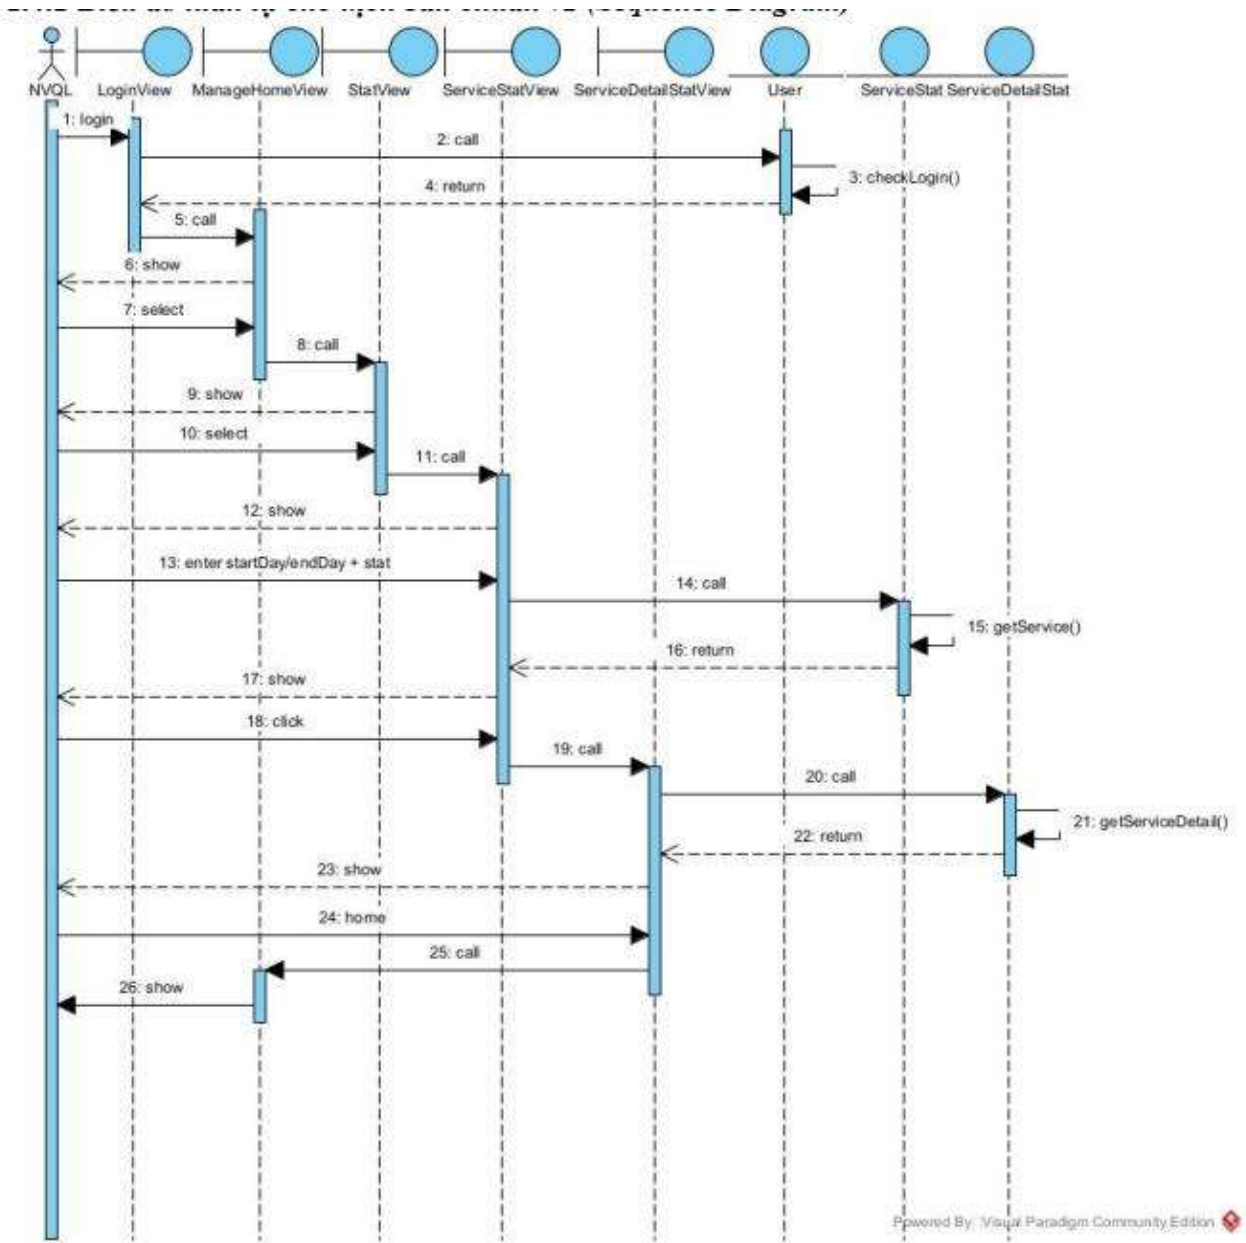 (Sequence Diagram)
NVQL LoginView ManageHomeView StatView ServiceStatView ServiceDetailStatView User ServiceStat ServiceDetailStat
1: login
2: call
3: checkLogin()
4: return
5: call
6: show
7: select
8: call
9: show
10: select
11: call
12: show
13: enter startDay/endDay + stat
14: call
15: getService()
16: return
17: show
18: click
19: call
20: call
21: getServiceDetail()
22: return
23: show
24: home
25: call
26: show
Powered By: Visual Paradigm Community Edition